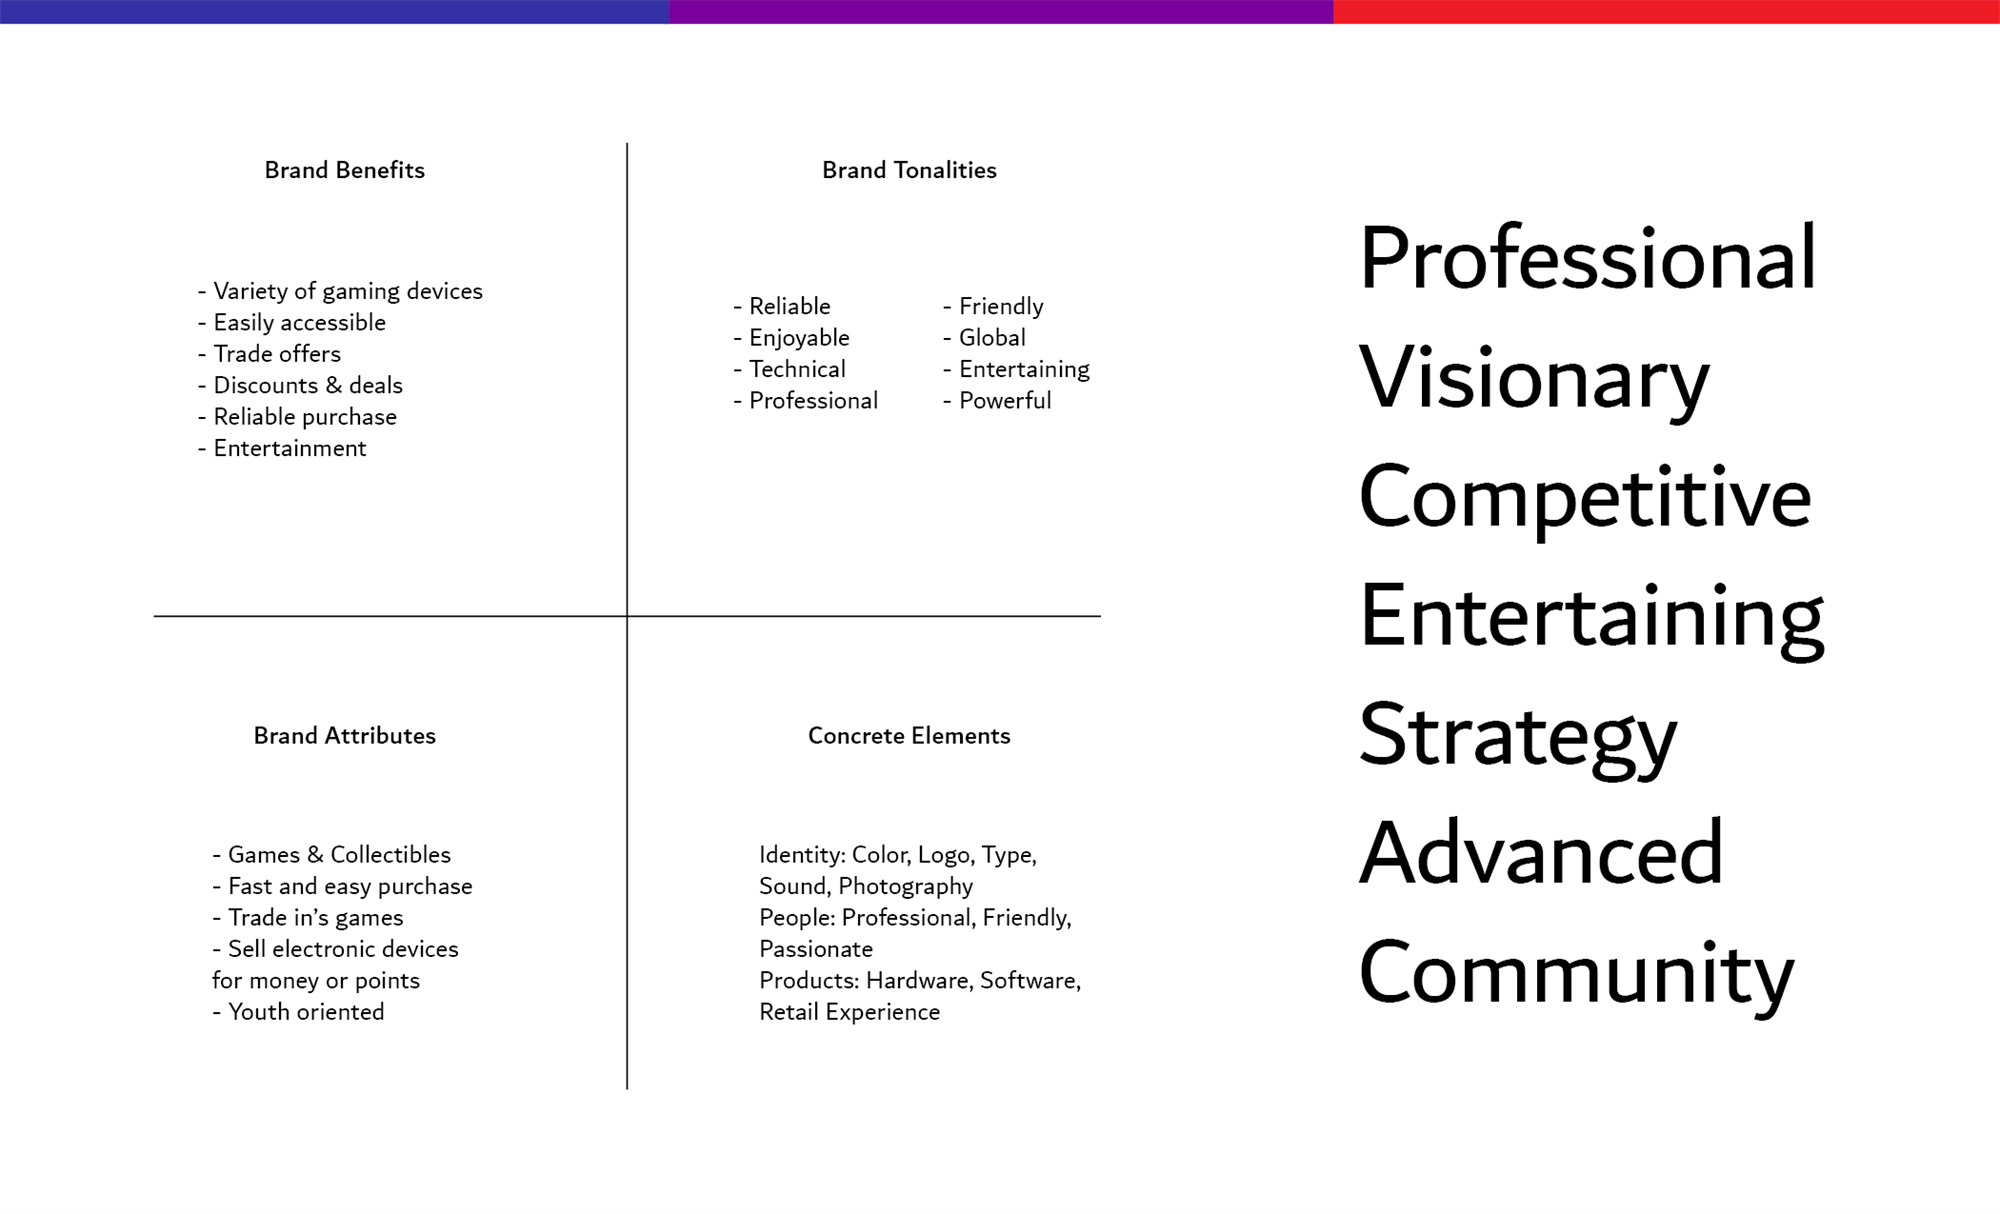 Brand Benefits
- Variety of gaming devices
- Easily accessible
- Trade offers
- Discounts & deals
- Reliable purchase
- Entertainment
Brand Tonalities
- Reliable
- Enjoyable
- Technical
- Professional
- Friendly
- Global
- Entertaining
- Powerful
Brand Attributes
- Games & Collectibles
- Fast and easy purchase
- Trade in’s games
- Sell electronic devices
for money or points
- Youth oriented
Concrete Elements
Identity: Color, Logo, Type,
Sound, Photography
People: Professional, Friendly,
Passionate
Products: Hardware, Software,
Retail Experience
Professional
Visionary
Competitive
Entertaining
Strategy
Advanced
Community